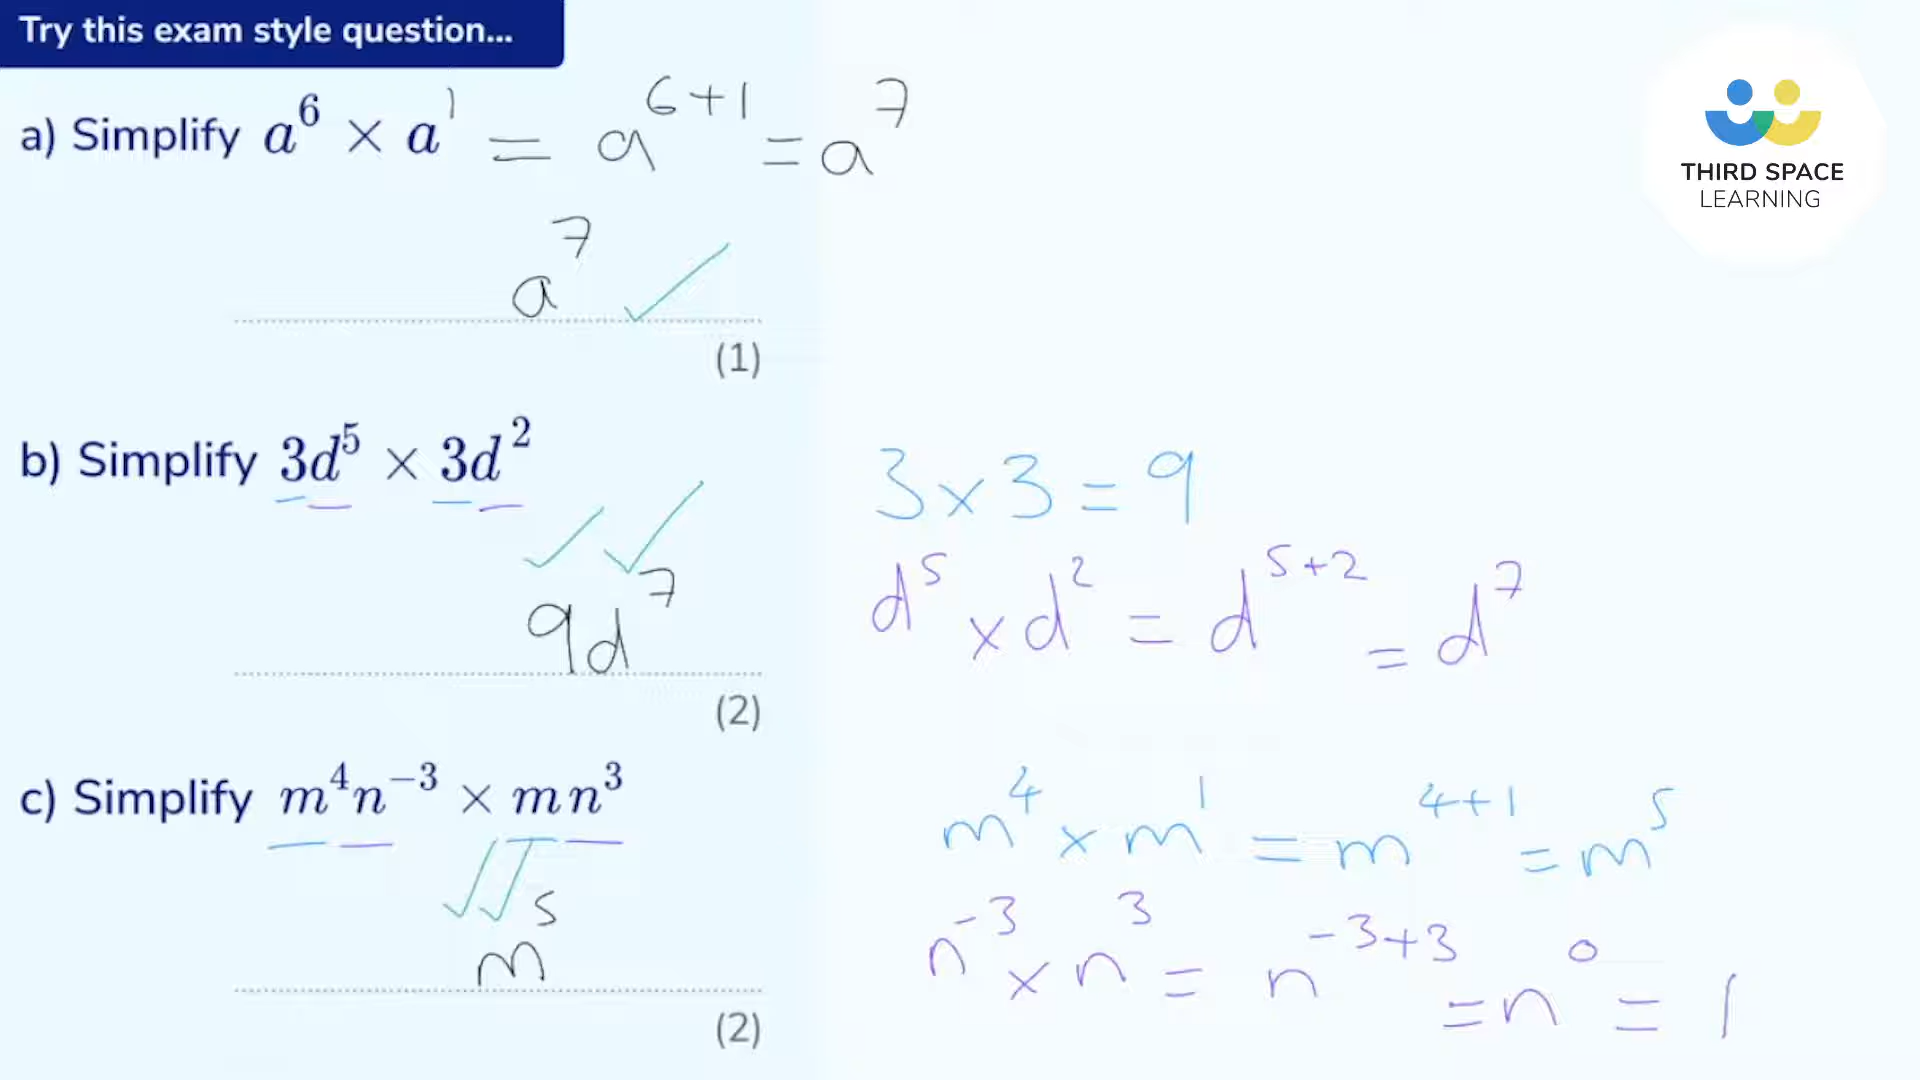 Try this exam style question...
THIRD SPACE
LEARNING
a) Simplify a⁶ × a¹ = a⁶⁺¹ = a⁷
a⁷ ✓
(1)
b) Simplify 3d⁵ × 3d²
3 × 3 = 9
d⁵ × d² = d⁵⁺² = d⁷
✓✓
9d⁷
(2)
c) Simplify m⁴n⁻³ × mn³
m⁴ × m¹ = m⁴⁺¹ = m⁵
n⁻³ × n³ = n⁻³⁺³ = n⁰ = 1
✓✓
m⁵
(2)